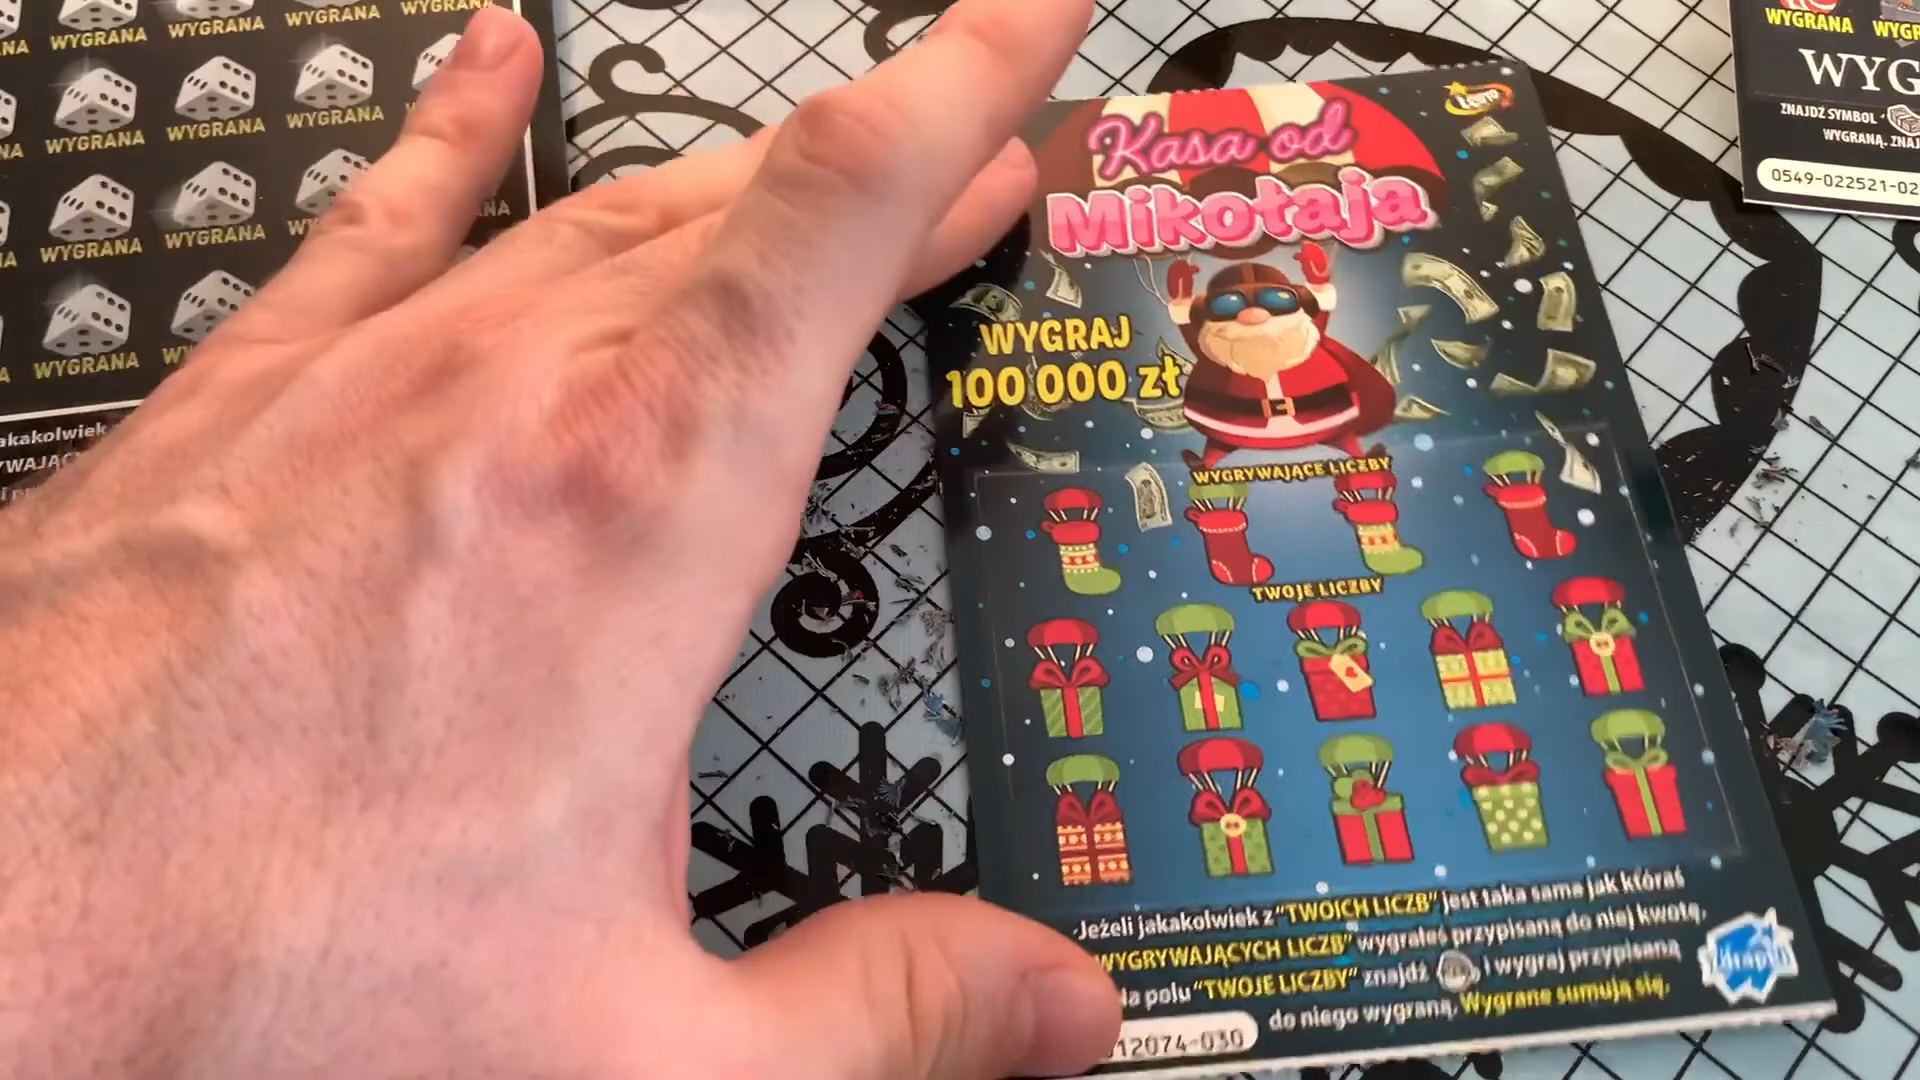 WYGRANA WYGRANA WYGRANA
WYGRANA WYGRANA WYGRANA
WYGRANA WYGRANA
WYGRANA
akakolwiek
Kasa od
Mikołaja
WYGRAJ
100 000 zł
WYGRYWAJĄCE LICZBY
TWOJE LICZBY
Jeżeli jakakolwiek z "TWOICH LICZB" jest taka sama jak któraś
WYGRYWAJĄCYCH LICZB" wygrałeś przypisaną do niej kwotę.
Na polu "TWOJE LICZBY" znajdź i wygraj przypisaną
do niego wygraną. Wygrane sumują się.
12074-030
WYGRANA
ZNAJDŹ SYMBOL
WYGRANĄ.
0549-022521-02